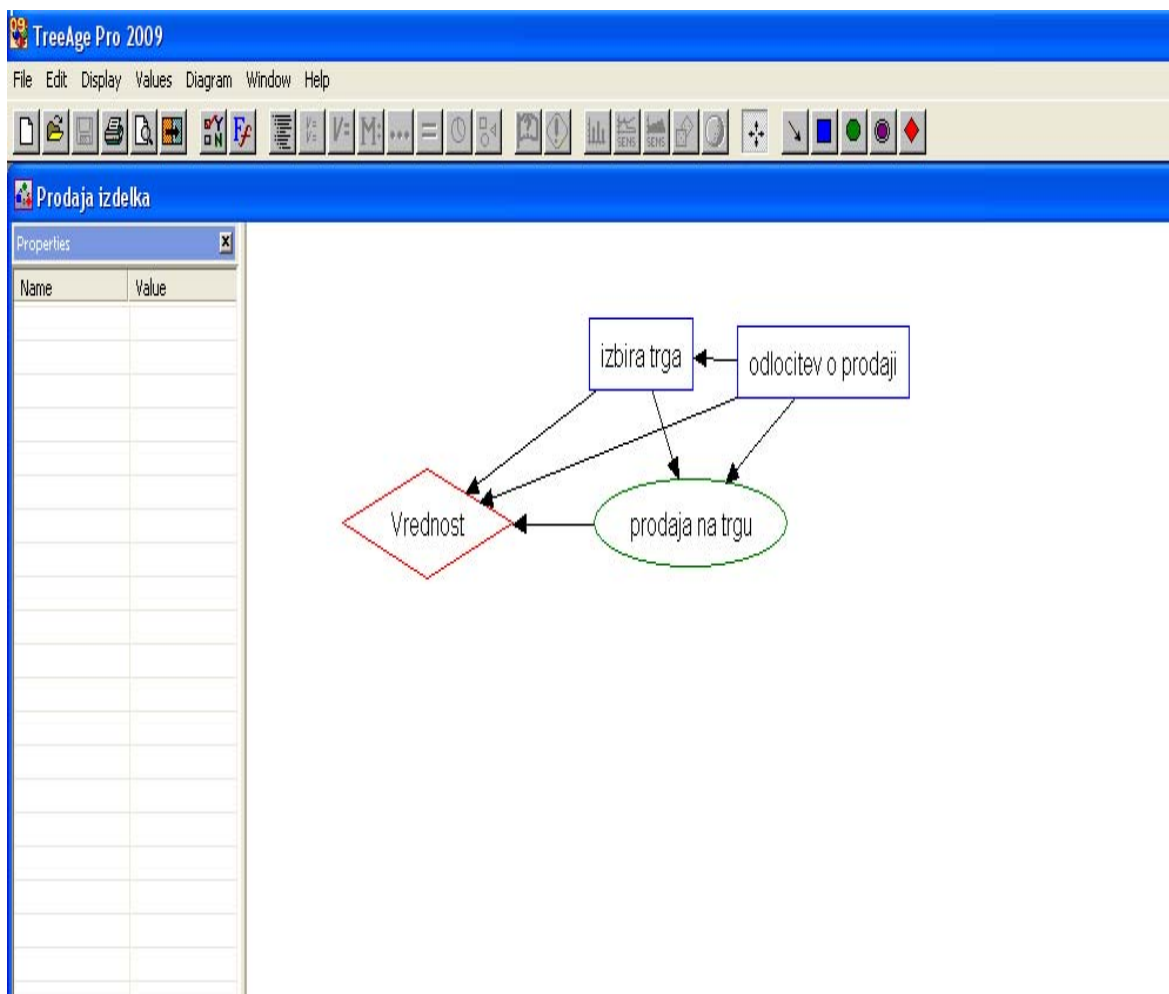 TreeAge Pro 2009
File Edit Display Values Diagram Window Help
Prodaja izdelka
Properties
Name Value
izbira trga
odlocitev o prodaji
Vrednost
prodaja na trgu